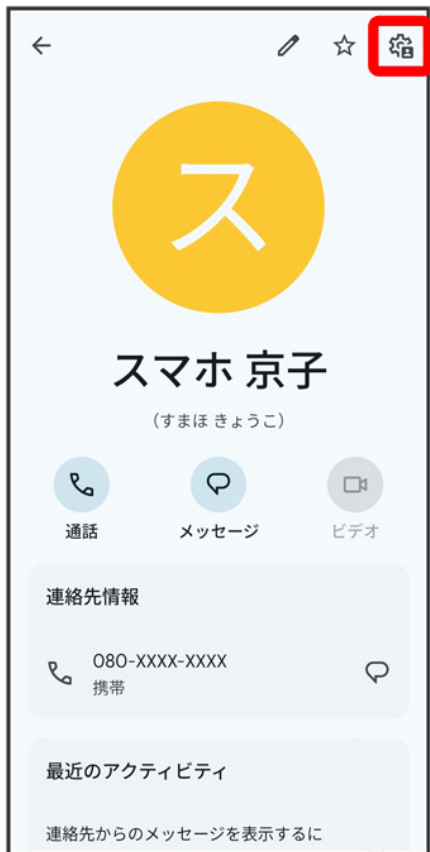 ス
スマホ 京子
（すまほ きょうこ）
通話
メッセージ
ビデオ
連絡先情報
080-XXXX-XXXX
携帯
最近のアクティビティ
連絡先からのメッセージを表示するに